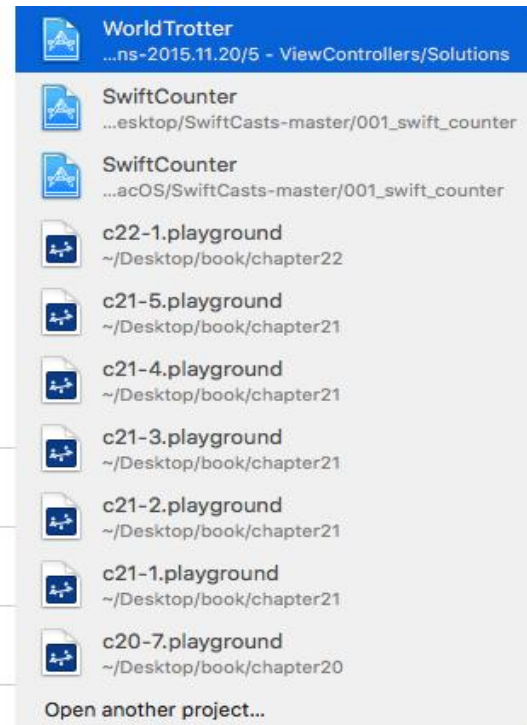 WorldTrotter
...ns-2015.11.20/5 - ViewControllers/Solutions
SwiftCounter
...esktop/SwiftCasts-master/001_swift_counter
SwiftCounter
...acOS/SwiftCasts-master/001_swift_counter
c22-1.playground
~/Desktop/book/chapter22
c21-5.playground
~/Desktop/book/chapter21
c21-4.playground
~/Desktop/book/chapter21
c21-3.playground
~/Desktop/book/chapter21
c21-2.playground
~/Desktop/book/chapter21
c21-1.playground
~/Desktop/book/chapter21
c20-7.playground
~/Desktop/book/chapter20
Open another project...